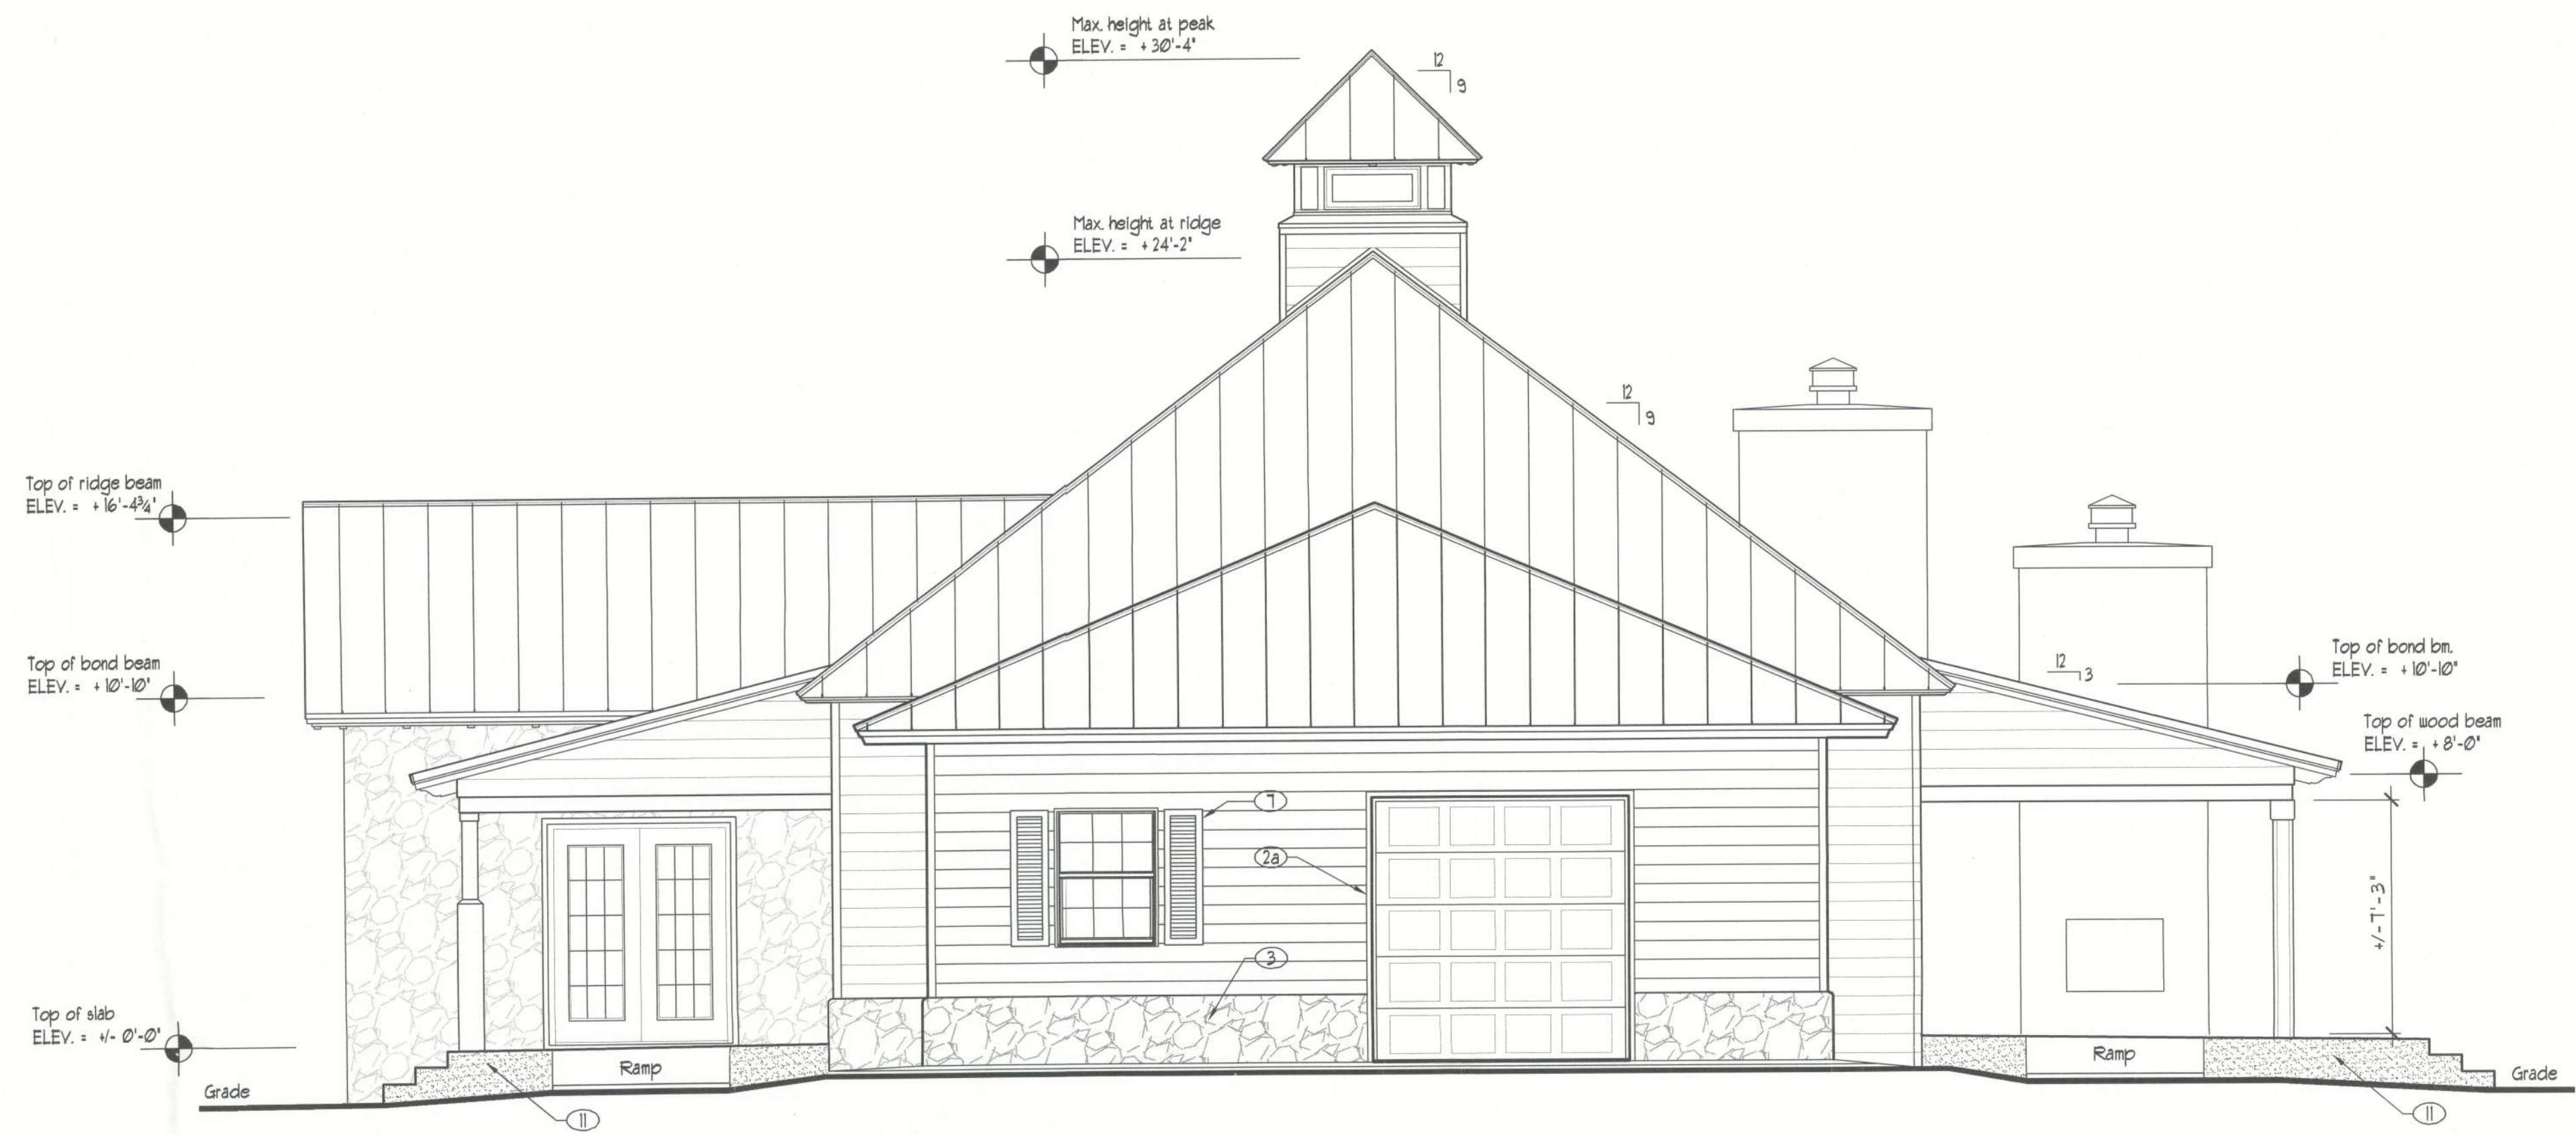 Max. height at peak
ELEV. = +30'-4"
12
9
Max. height at ridge
ELEV. = +24'-2"
12
9
Top of ridge beam
ELEV. = +16'-4¾"
Top of bond beam
ELEV. = +10'-10"
12
3
Top of bond bm.
ELEV. = +10'-10"
Top of wood beam
ELEV. = +8'-0"
7
2a
+/- 7'-3"
3
Top of slab
ELEV. = +/- 0'-0"
Ramp
Ramp
Grade
Grade
11
11